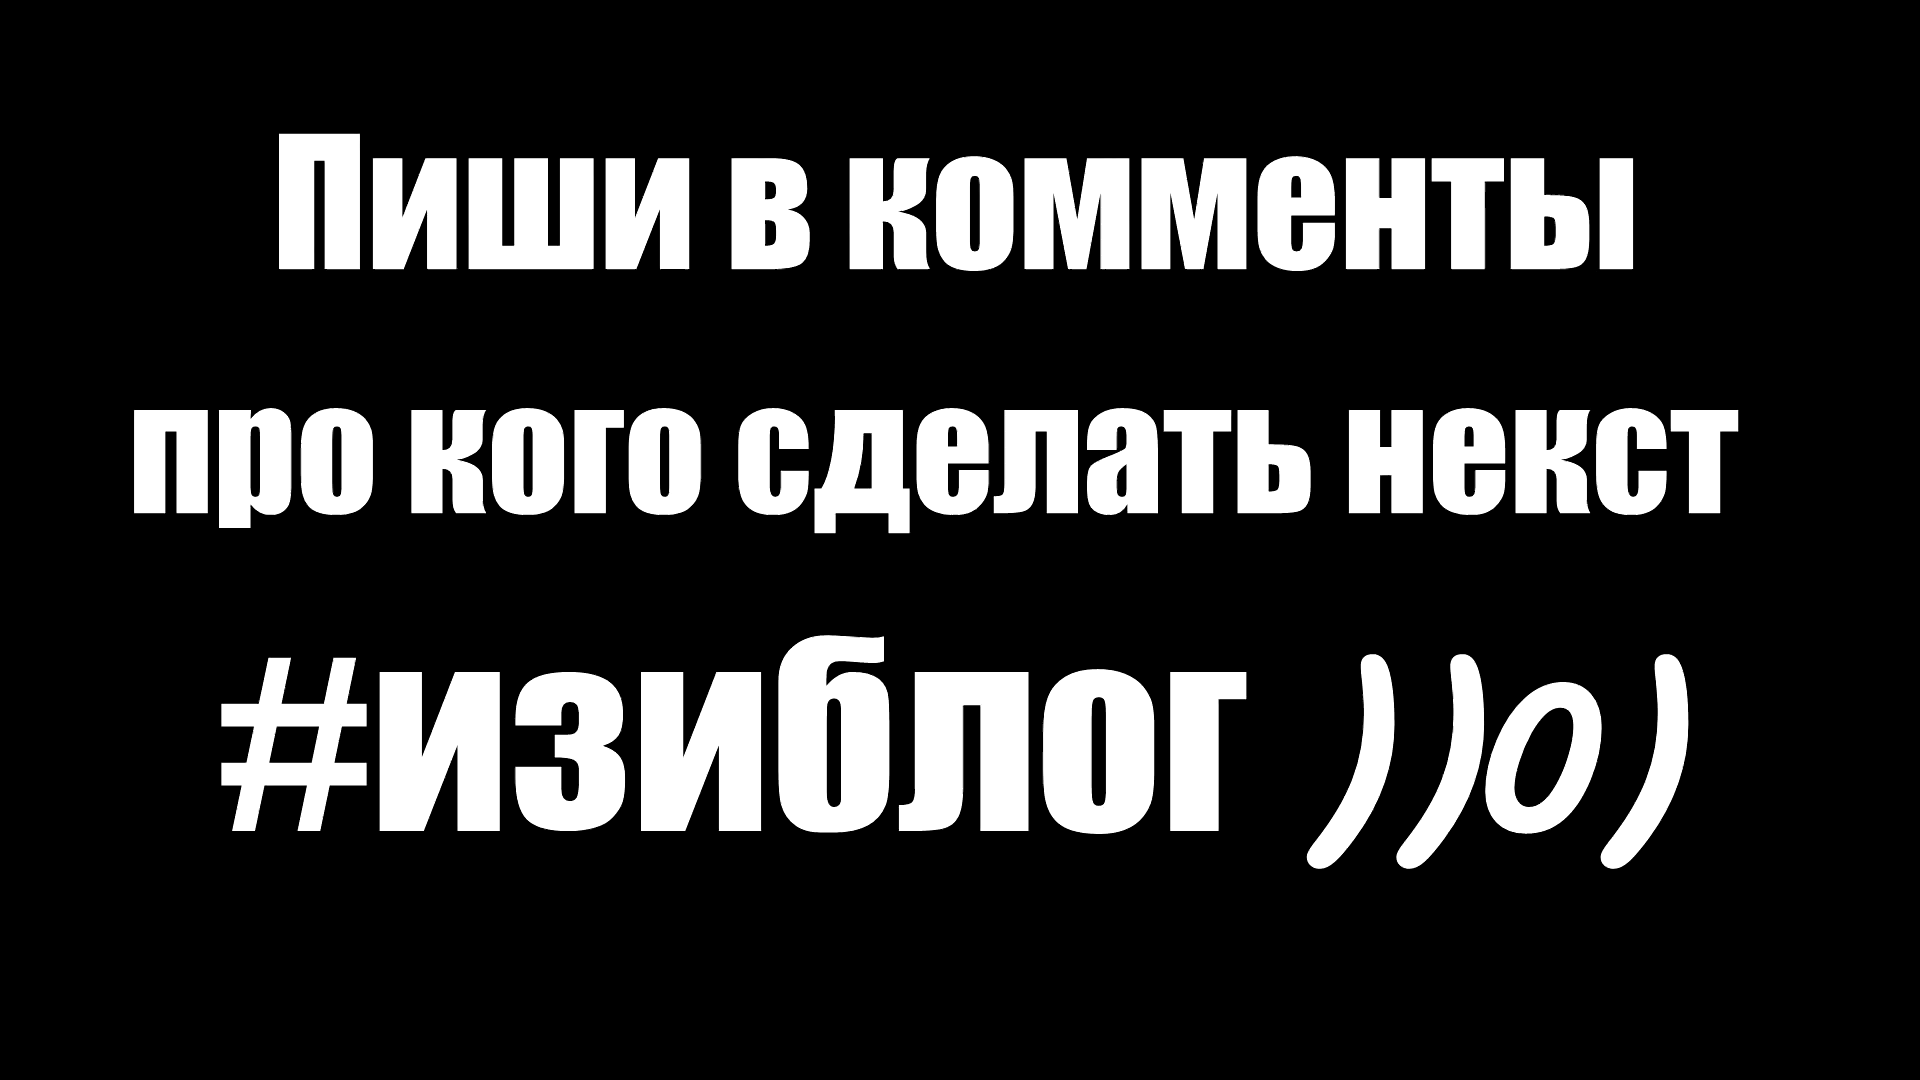 Пиши в комменты
про кого сделать некст
#изиблог ))0)